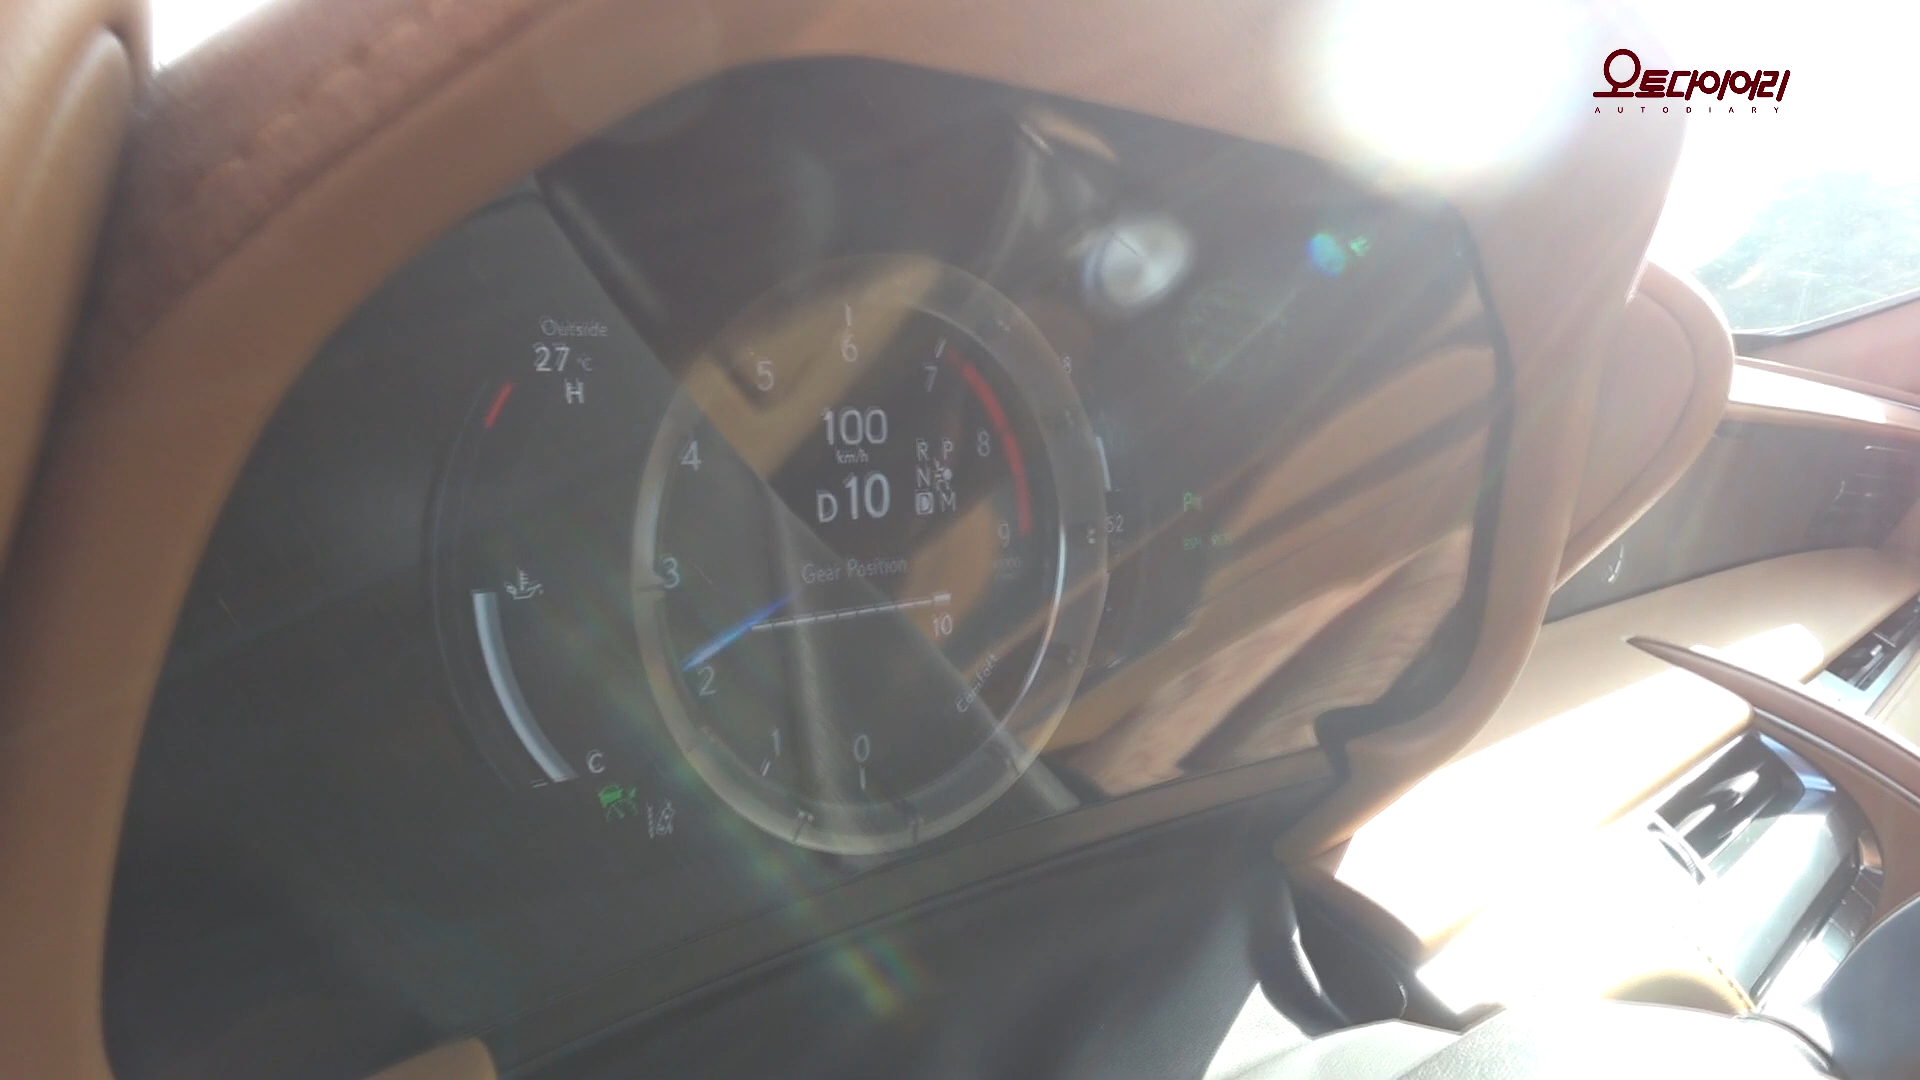 오토다이어리
AUTODIARY
Outside
27 °C
H
C
0
1
2
3
4
5
6
7
8
9
100
km/h
D 10
R P
N
D M
Gear Position
10
Comfort
52